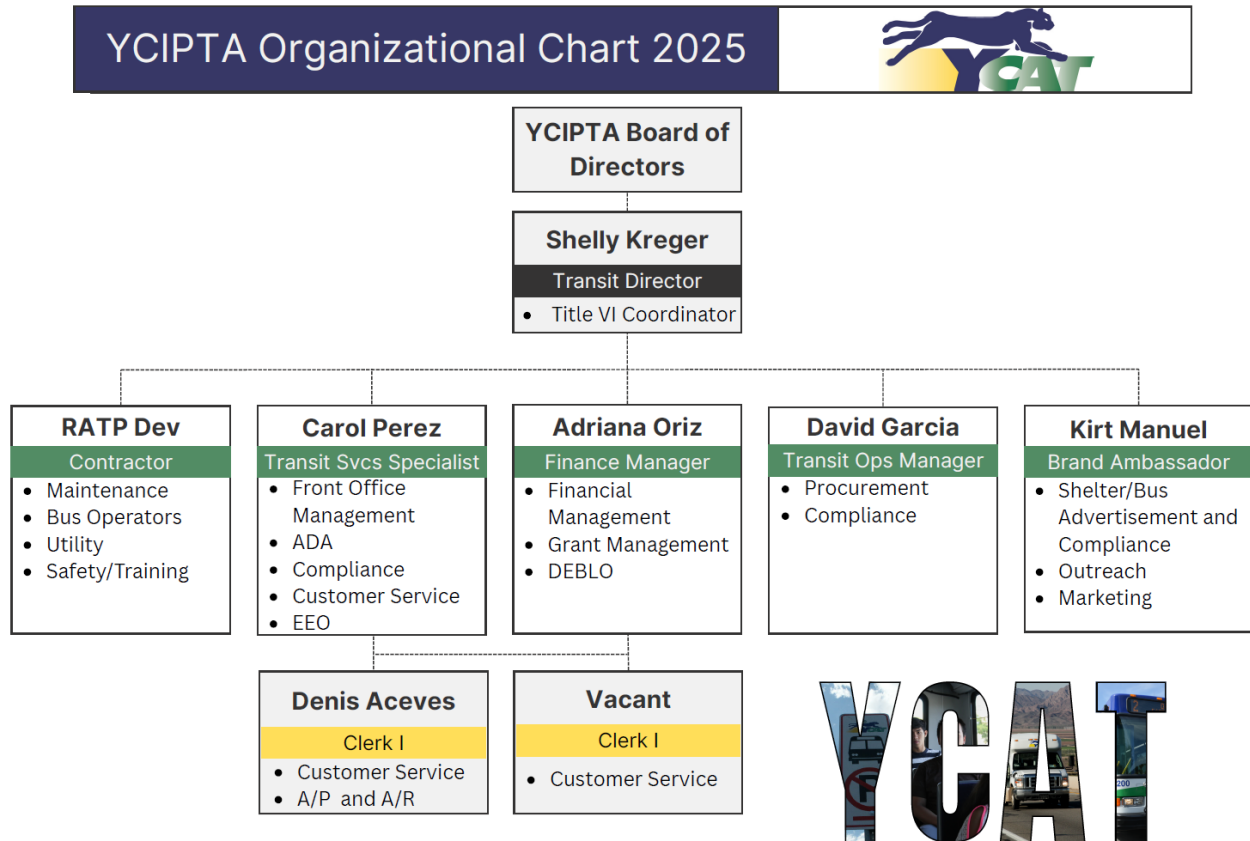 YCIPTA Organizational Chart 2025
YCAT
YCIPTA Board of
Directors
Shelly Kreger
Transit Director
• Title VI Coordinator
RATP Dev
Contractor
• Maintenance
• Bus Operators
• Utility
• Safety/Training
Carol Perez
Transit Svcs Specialist
• Front Office
Management
• ADA
• Compliance
• Customer Service
• EEO
Adriana Oriz
Finance Manager
• Financial
Management
• Grant Management
• DEBLO
David Garcia
Transit Ops Manager
• Procurement
• Compliance
Kirt Manuel
Brand Ambassador
• Shelter/Bus
Advertisement and
Compliance
• Outreach
• Marketing
Denis Aceves
Clerk I
• Customer Service
• A/P and A/R
Vacant
Clerk I
• Customer Service
YCAT
2
200